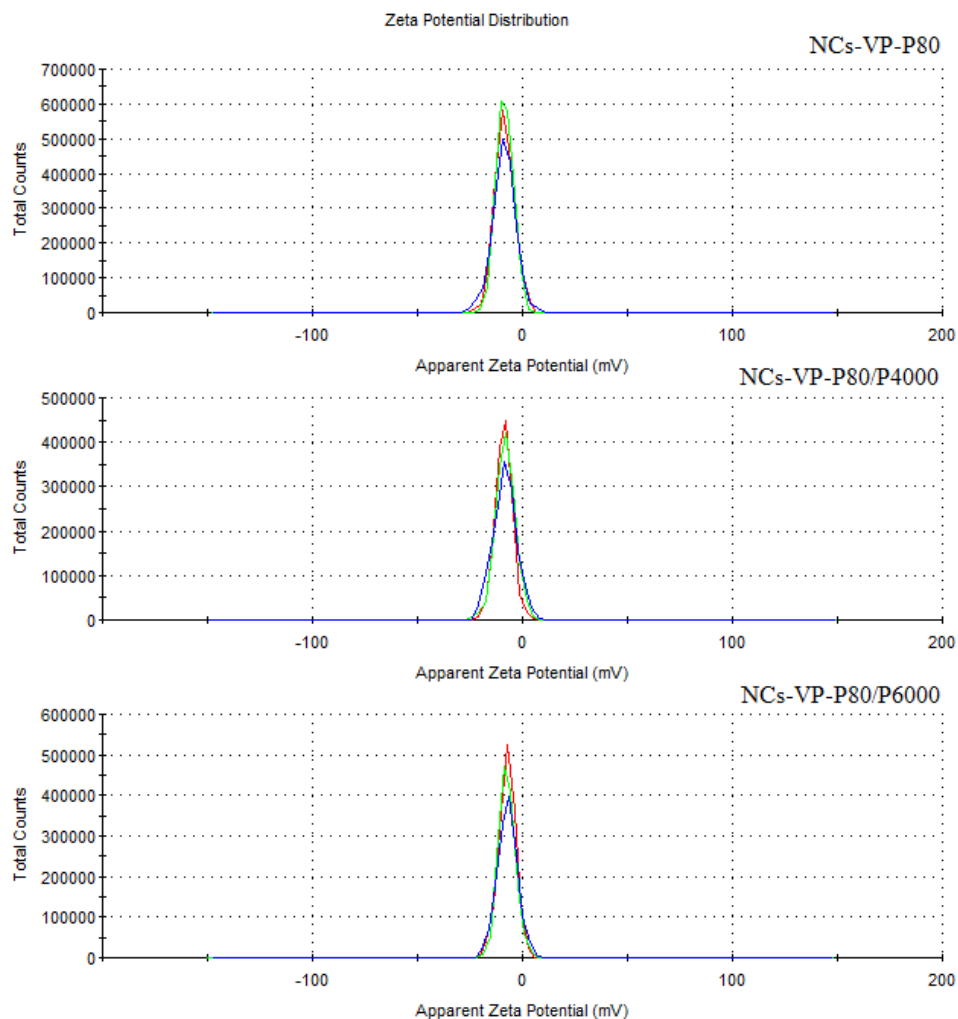 Zeta Potential Distribution
NCs-VP-P80
700000
600000
500000
400000
300000
200000
100000
0
Total Counts
-100 0 100 200
Apparent Zeta Potential (mV)
NCs-VP-P80/P4000
500000
400000
300000
200000
100000
0
Total Counts
-100 0 100 200
Apparent Zeta Potential (mV)
NCs-VP-P80/P6000
600000
500000
400000
300000
200000
100000
0
Total Counts
-100 0 100 200
Apparent Zeta Potential (mV)